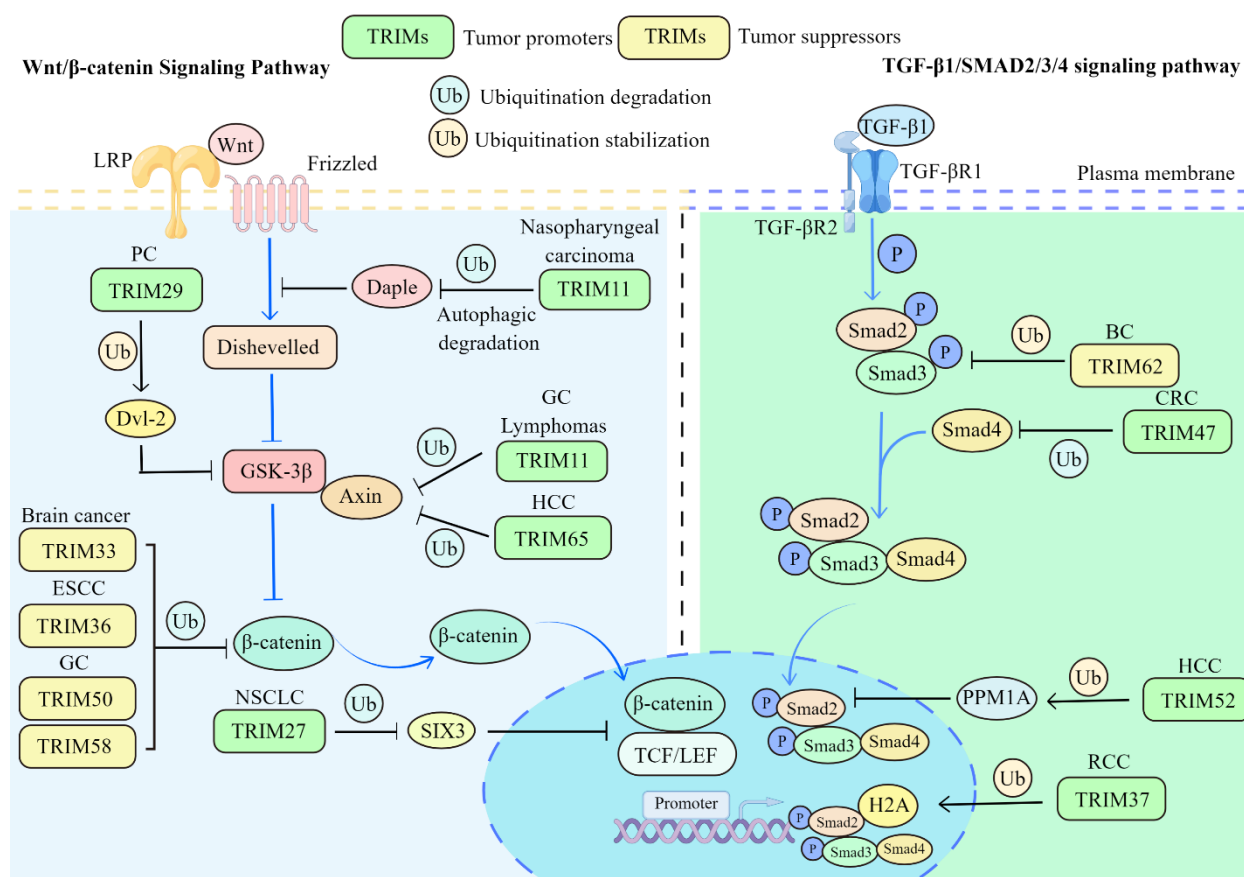 TRIMs
Tumor promoters
TRIMs
Tumor suppressors
Wnt/β-catenin Signaling Pathway
TGF-β1/SMAD2/3/4 signaling pathway
Ub
Ubiquitination degradation
Ub
Ubiquitination stabilization
LRP
Wnt
Frizzled
TGF-β1
TGF-βR1
Plasma membrane
TGF-βR2
PC
TRIM29
Ub
Dvl-2
Daple
Ub
Autophagic
degradation
Nasopharyngeal
carcinoma
TRIM11
Dishevelled
GSK-3β
Axin
Ub
GC
Lymphomas
TRIM11
Ub
HCC
TRIM65
Brain cancer
TRIM33
ESCC
TRIM36
GC
TRIM50
TRIM58
Ub
β-catenin
β-catenin
NSCLC
TRIM27
Ub
SIX3
β-catenin
TCF/LEF
P
Smad2
P
Smad3
P
Ub
BC
TRIM62
Smad4
Ub
CRC
TRIM47
P
Smad2
P
Smad3
Smad4
P
Smad2
P
Smad3
Smad4
PPM1A
Ub
HCC
TRIM52
Promoter
P
Smad2
H2A
P
Smad3
Smad4
Ub
RCC
TRIM37